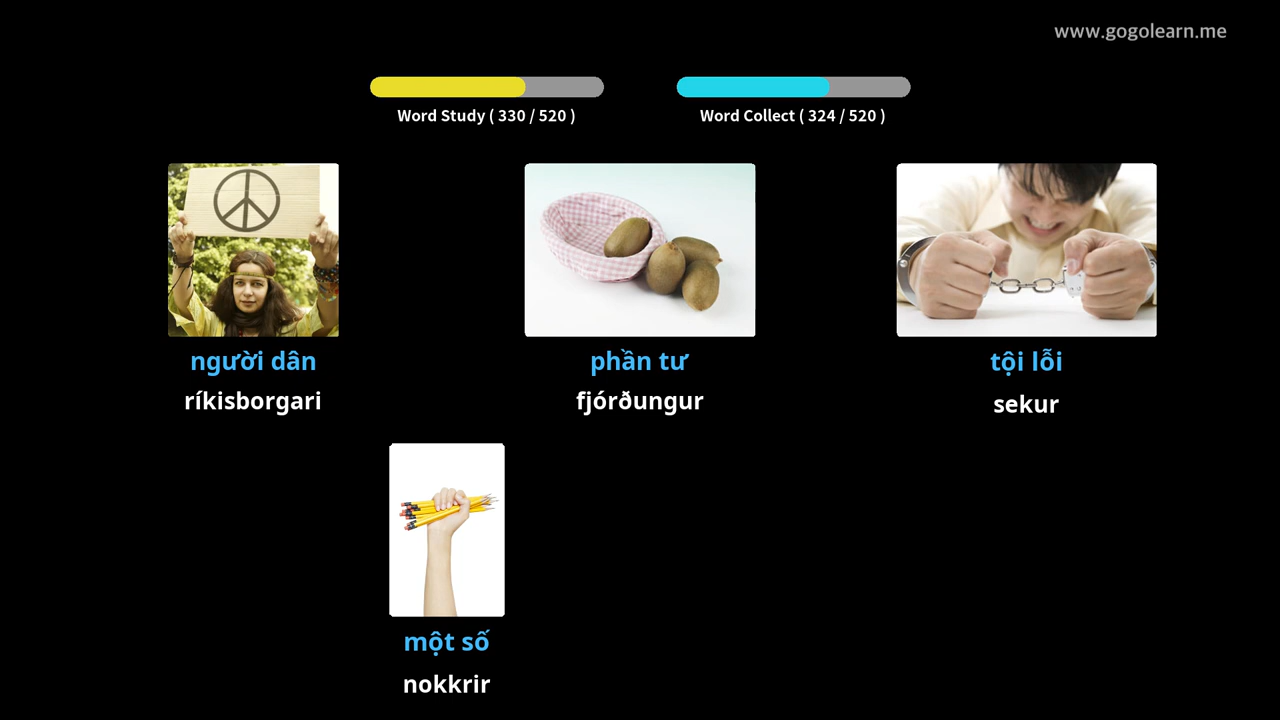 www.gogolearn.me
Word Study ( 330 / 520 )
Word Collect ( 324 / 520 )
người dân
ríkisborgari
phần tư
fjórðungur
tội lỗi
sekur
một số
nokkrir